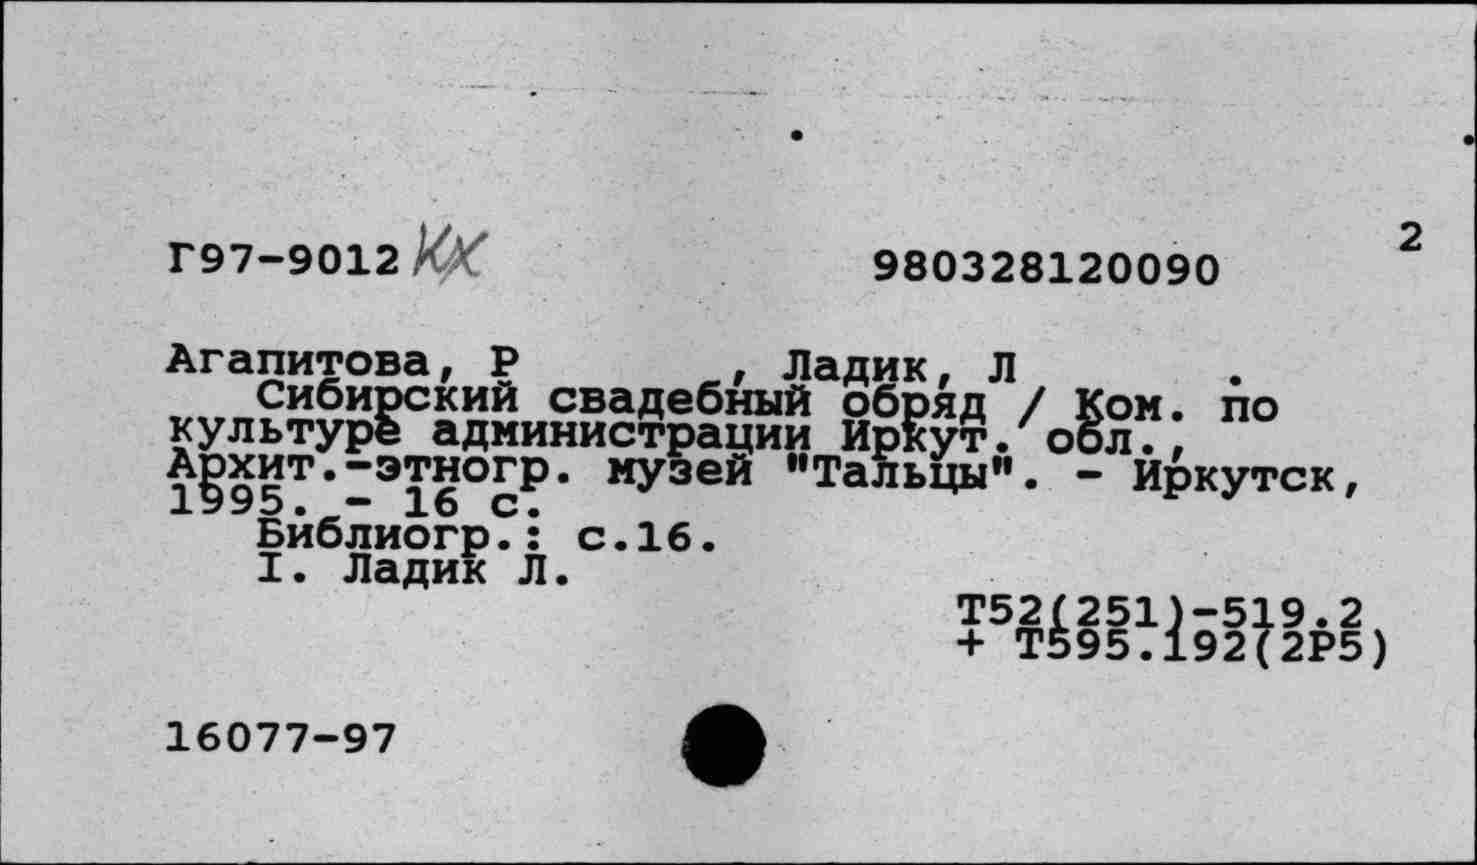 2
Г97-9012 КХ 980328120090
Агапитова, Р , Ладик, Л .
Сибирский свадебный обряд / Ком. по
культуре администрации Иркут. обл.,
Архит.-этногр. музей "Тальцы". - Иркутск,
1995. - 16 с.
Библиогр.: с.16.
I. Ладик Л.
Т52(251)-519.2
+ Т595.192(2Р5)
16077-97